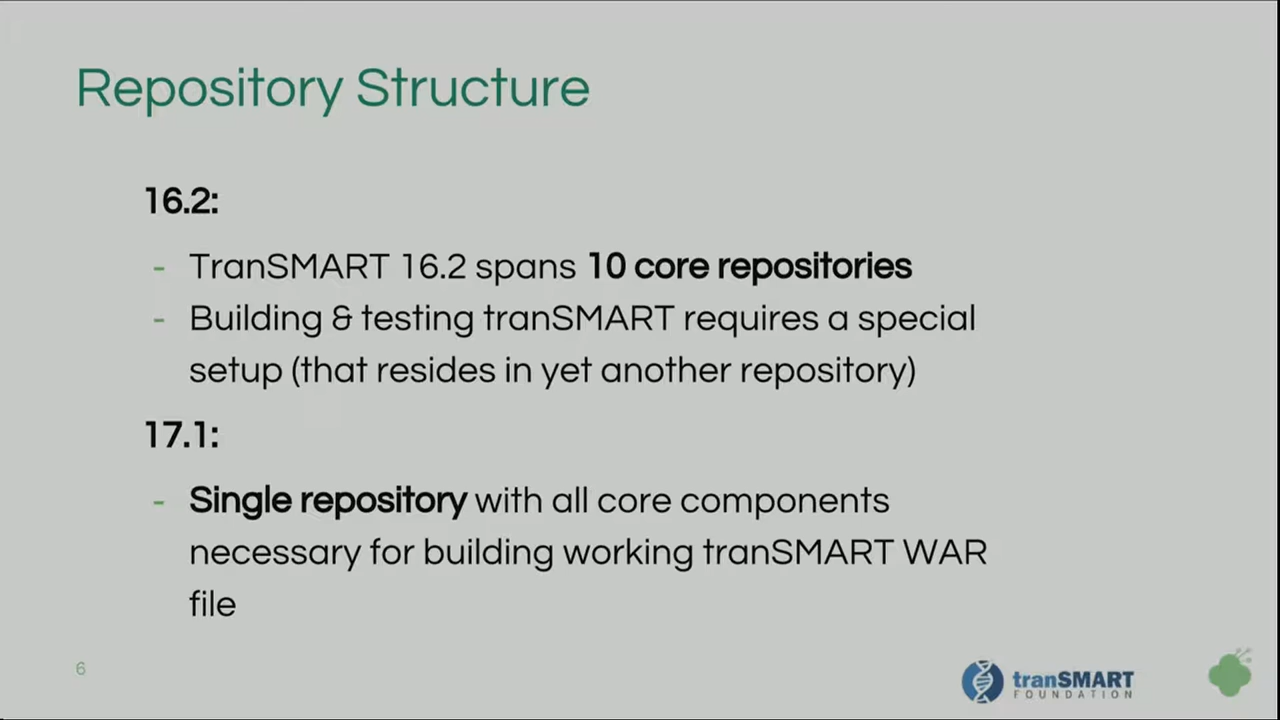 Repository Structure
16.2:
- TranSMART 16.2 spans 10 core repositories
- Building & testing tranSMART requires a special
setup (that resides in yet another repository)
17.1:
- Single repository with all core components
necessary for building working tranSMART WAR
file
6
tranSMART
FOUNDATION